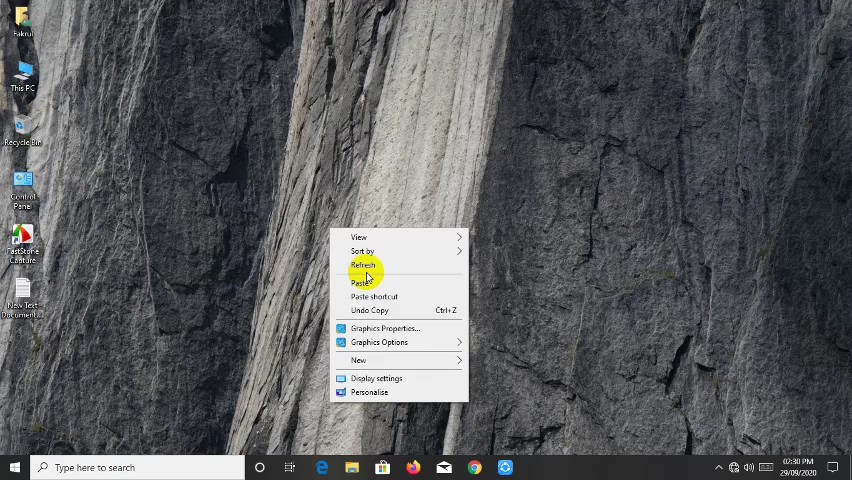 Fakrul
This PC
Recycle Bin
Control
Panel
FastStone
Capture
New Text
Document...
View
Sort by
Refresh
Paste
Paste shortcut
Undo Copy Ctrl+Z
Graphics Properties...
Graphics Options
New
Display settings
Personalise
Type here to search
02:30 PM
29/09/2020